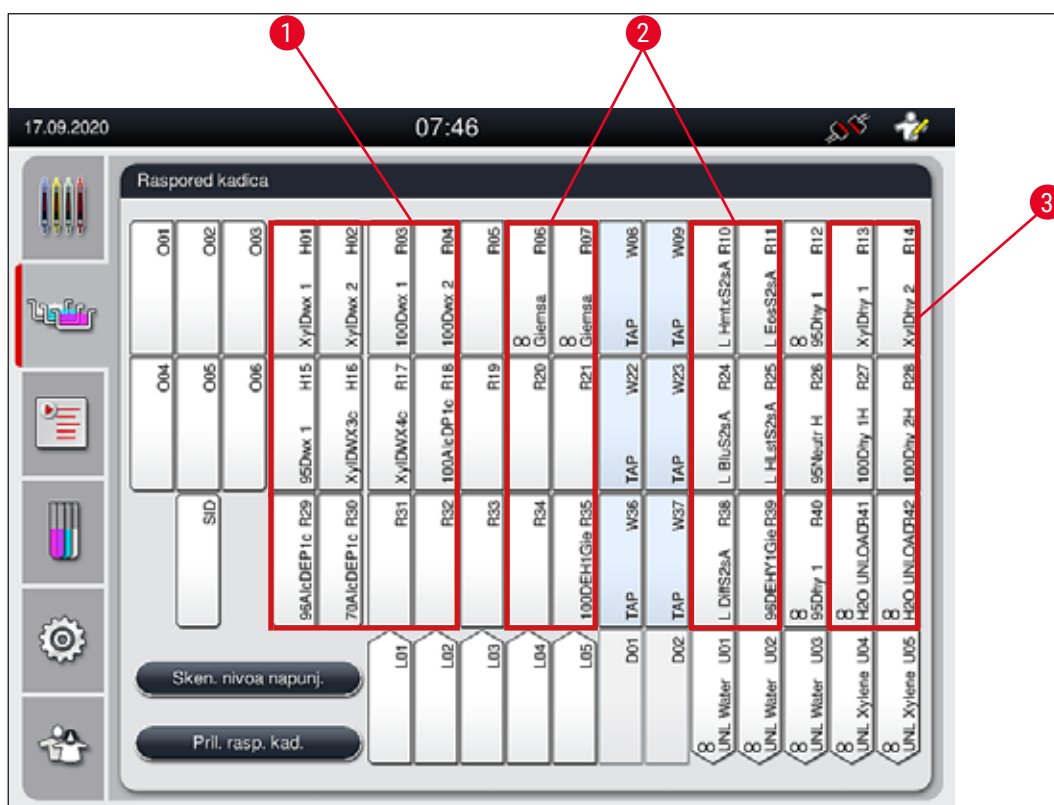 1
2
3
17.09.2020
07:46
Raspored kadica
O01
O02
O03
XylDwx 1 H01
XylDwx 2 H02
100Dwx 1 R03
100Dwx 2 R04
R05
∞ Giemsa R06
∞ Giemsa R07
TAP W08
TAP W09
L HmtxS2sA R10
L EosS2sA R11
∞ 95Dhy 1 R12
XylDhy 1 R13
XylDhy 2 R14
O04
O05
O06
95Dwx 1 H15
XylDWX3c H16
XylDWX4c R17
100AlcDP1c R18
R19
R20
R21
TAP W22
TAP W23
L BluS2sA R24
L HLstS2sA R25
95Neutr H R26
100Dhy 1H R27
100Dhy 2H R28
SID
96AlcDEP1c R29
70AlcDEP1c R30
R31
R32
R33
R34
100DEH1Gie R35
TAP W36
TAP W37
L DiffS2sA R38
96DEHY1Gie R39
∞ 95Dhy 1 R40
∞ H2O UNLOAD R41
∞ H2O UNLOAD R42
L01
L02
L03
L04
L05
D01
D02
∞ UNL Water U01
∞ UNL Water U02
∞ UNL Water U03
∞ UNL Xylene U04
∞ UNL Xylene U05
Sken. nivoa napunj.
Pril. rasp. kad.